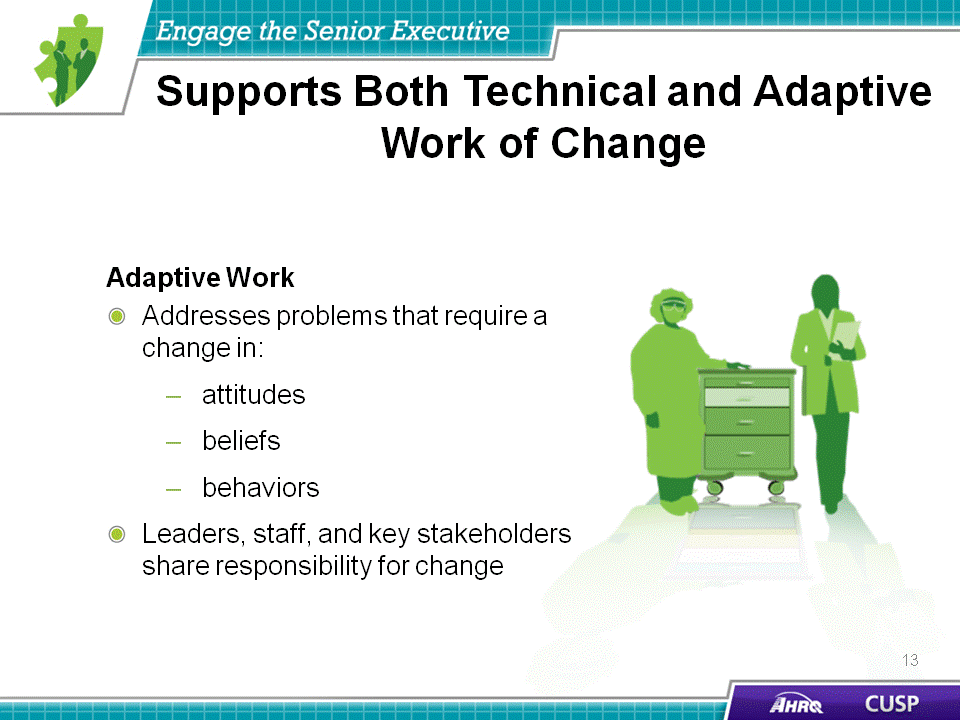 Engage the Senior Executive
Supports Both Technical and Adaptive
Work of Change
Adaptive Work
Addresses problems that require a
change in:
– attitudes
– beliefs
– behaviors
Leaders, staff, and key stakeholders
share responsibility for change
13
AHRQ CUSP